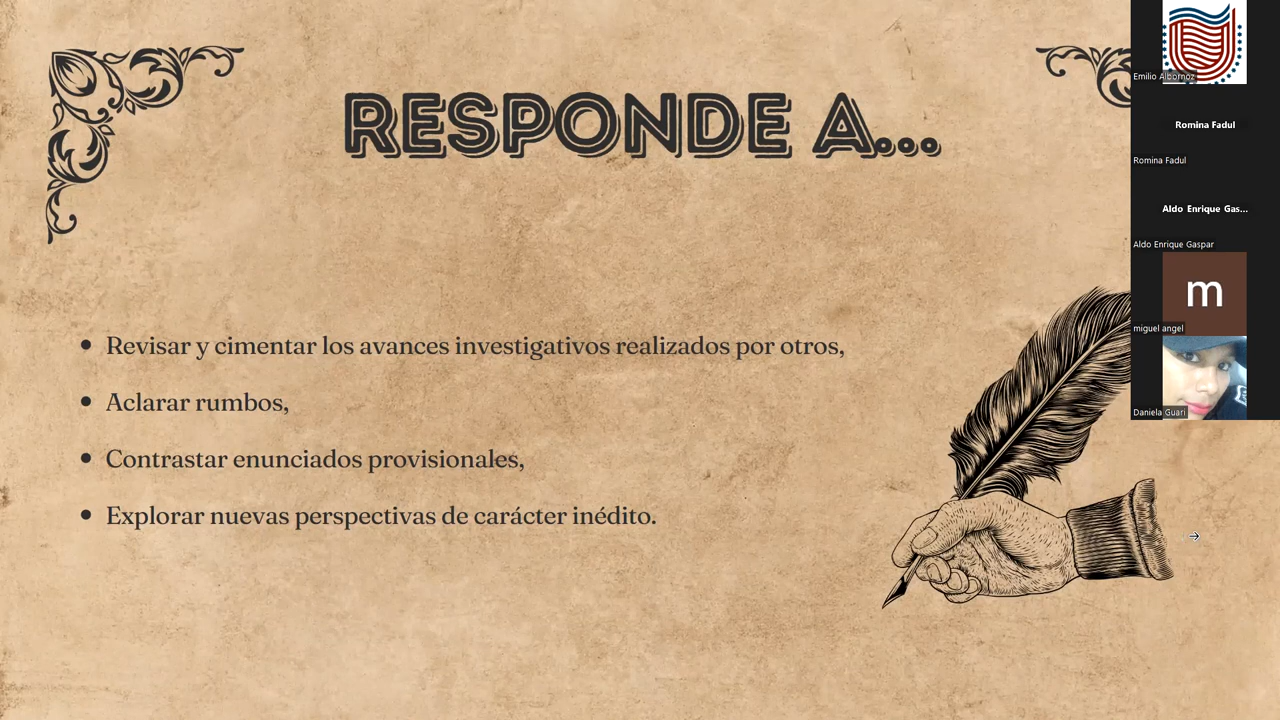 RESPONDE A...
• Revisar y cimentar los avances investigativos realizados por otros,
• Aclarar rumbos,
• Contrastar enunciados provisionales,
• Explorar nuevas perspectivas de carácter inédito.
Emilio Albornoz
Romina Fadul
Romina Fadul
Aldo Enrique Gas...
Aldo Enrique Gaspar
m
miguel angel
Daniela Guari